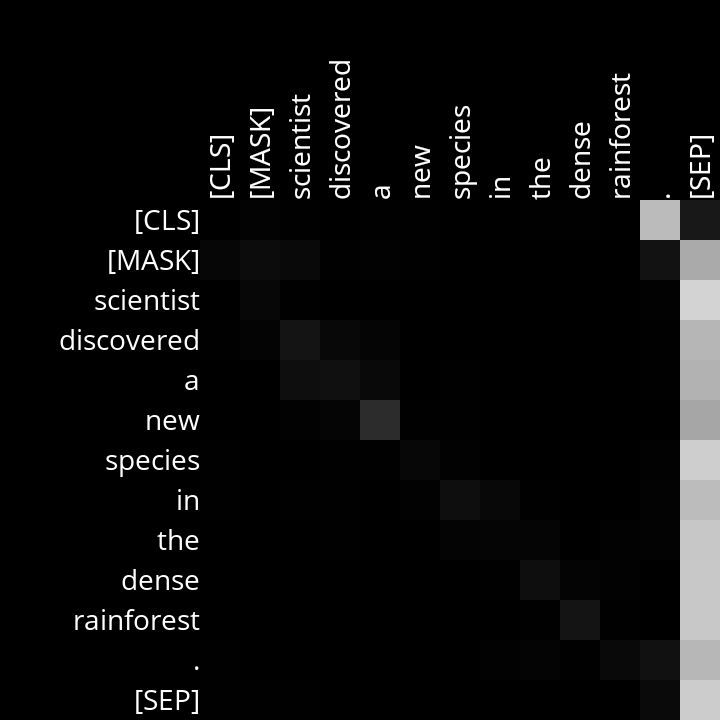 [CLS]
[MASK]
scientist
discovered
a
new
species
in
the
dense
rainforest
.
[SEP]
[CLS]
[MASK]
scientist
discovered
a
new
species
in
the
dense
rainforest
.
[SEP]